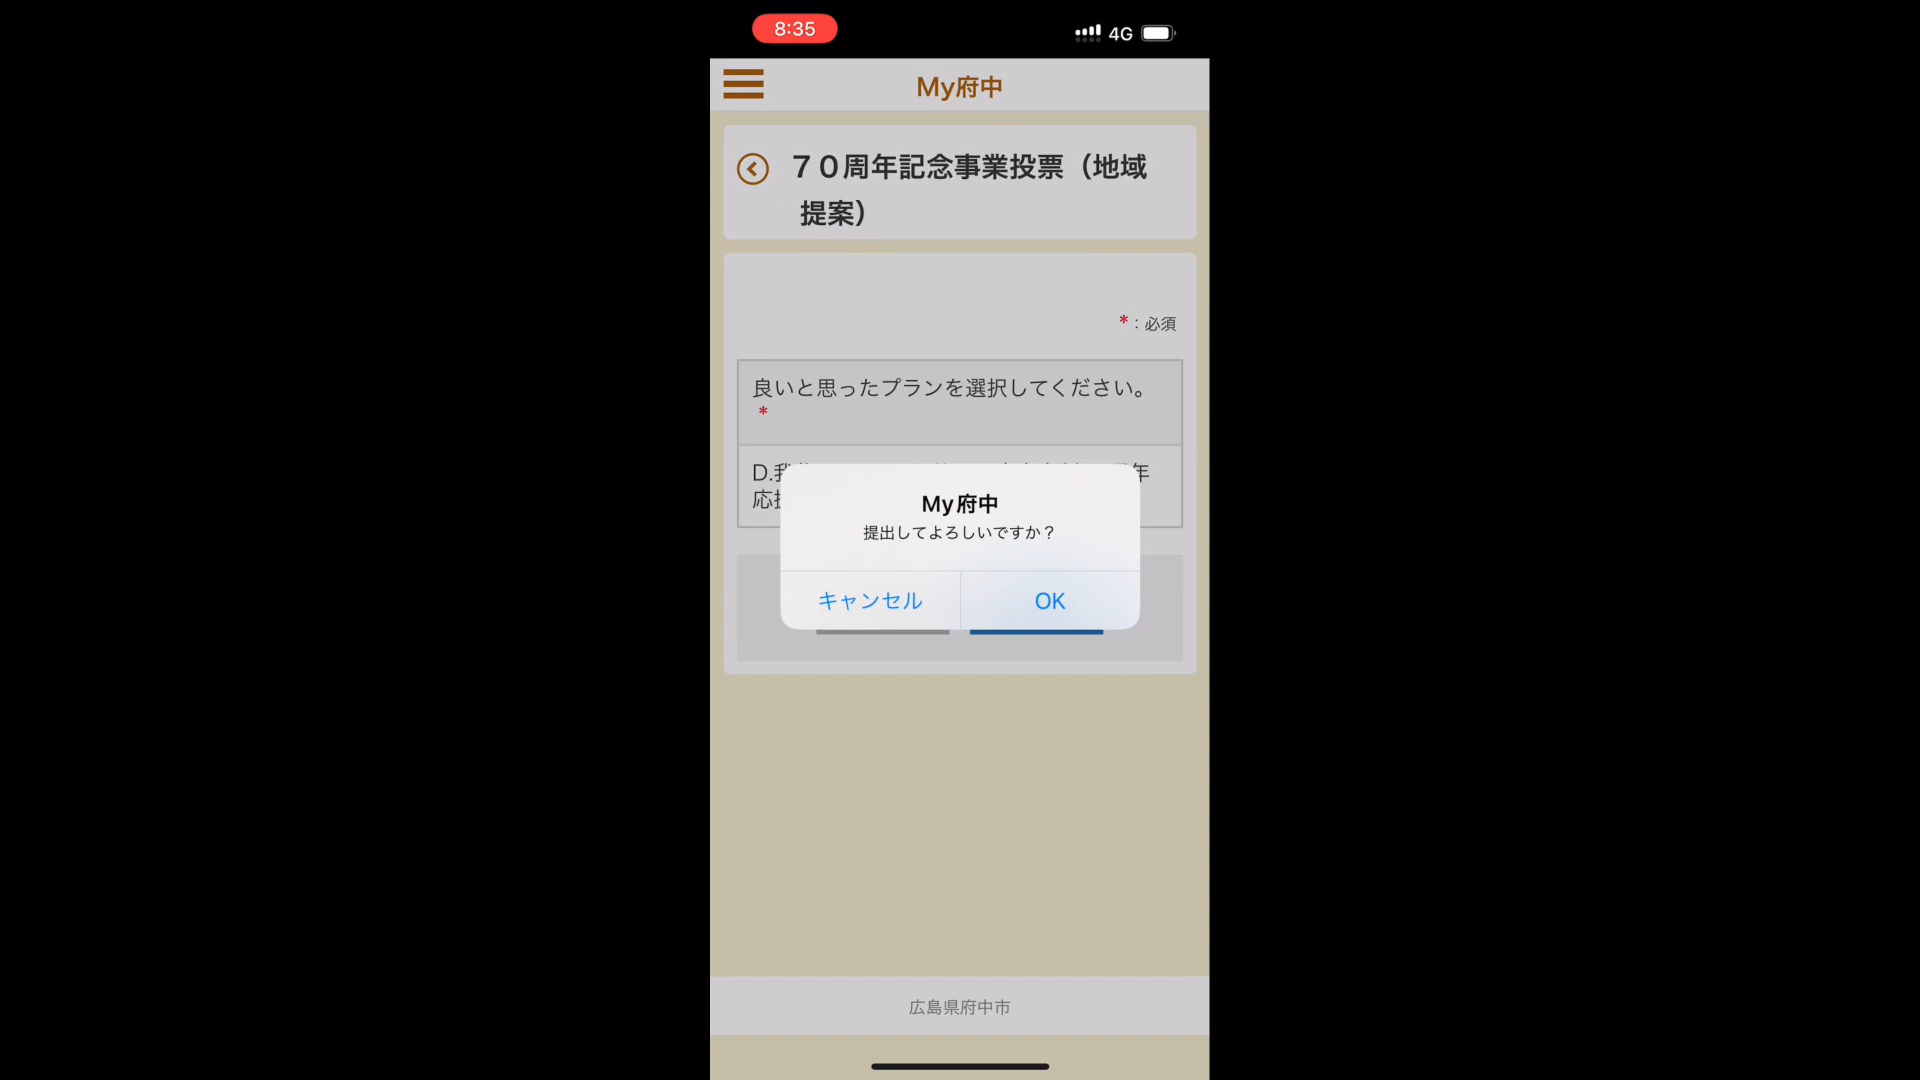 8:35
4G
My府中
７０周年記念事業投票（地域
提案）
*：必須
良いと思ったプランを選択してください。
*
D.我
年
応援
My府中
提出してよろしいですか？
キャンセル
OK
広島県府中市